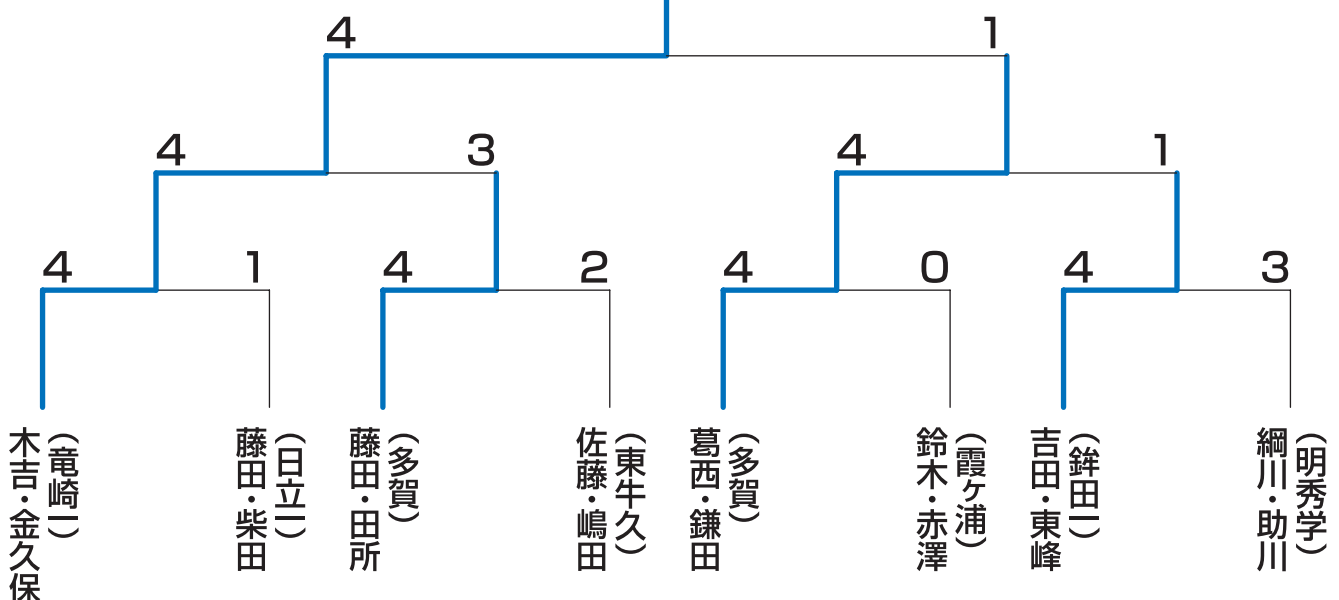 4 1
4 3 4 1
4 1 4 2 4 0 4 3
木吉・金久保
(竜崎一)
藤田・柴田
(日立一)
藤田・田所
(多賀)
佐藤・嶋田
(東牛久)
葛西・鎌田
(多賀)
鈴木・赤澤
(霞ヶ浦)
吉田・東峰
(鉾田一)
綱川・助川
(明秀学)